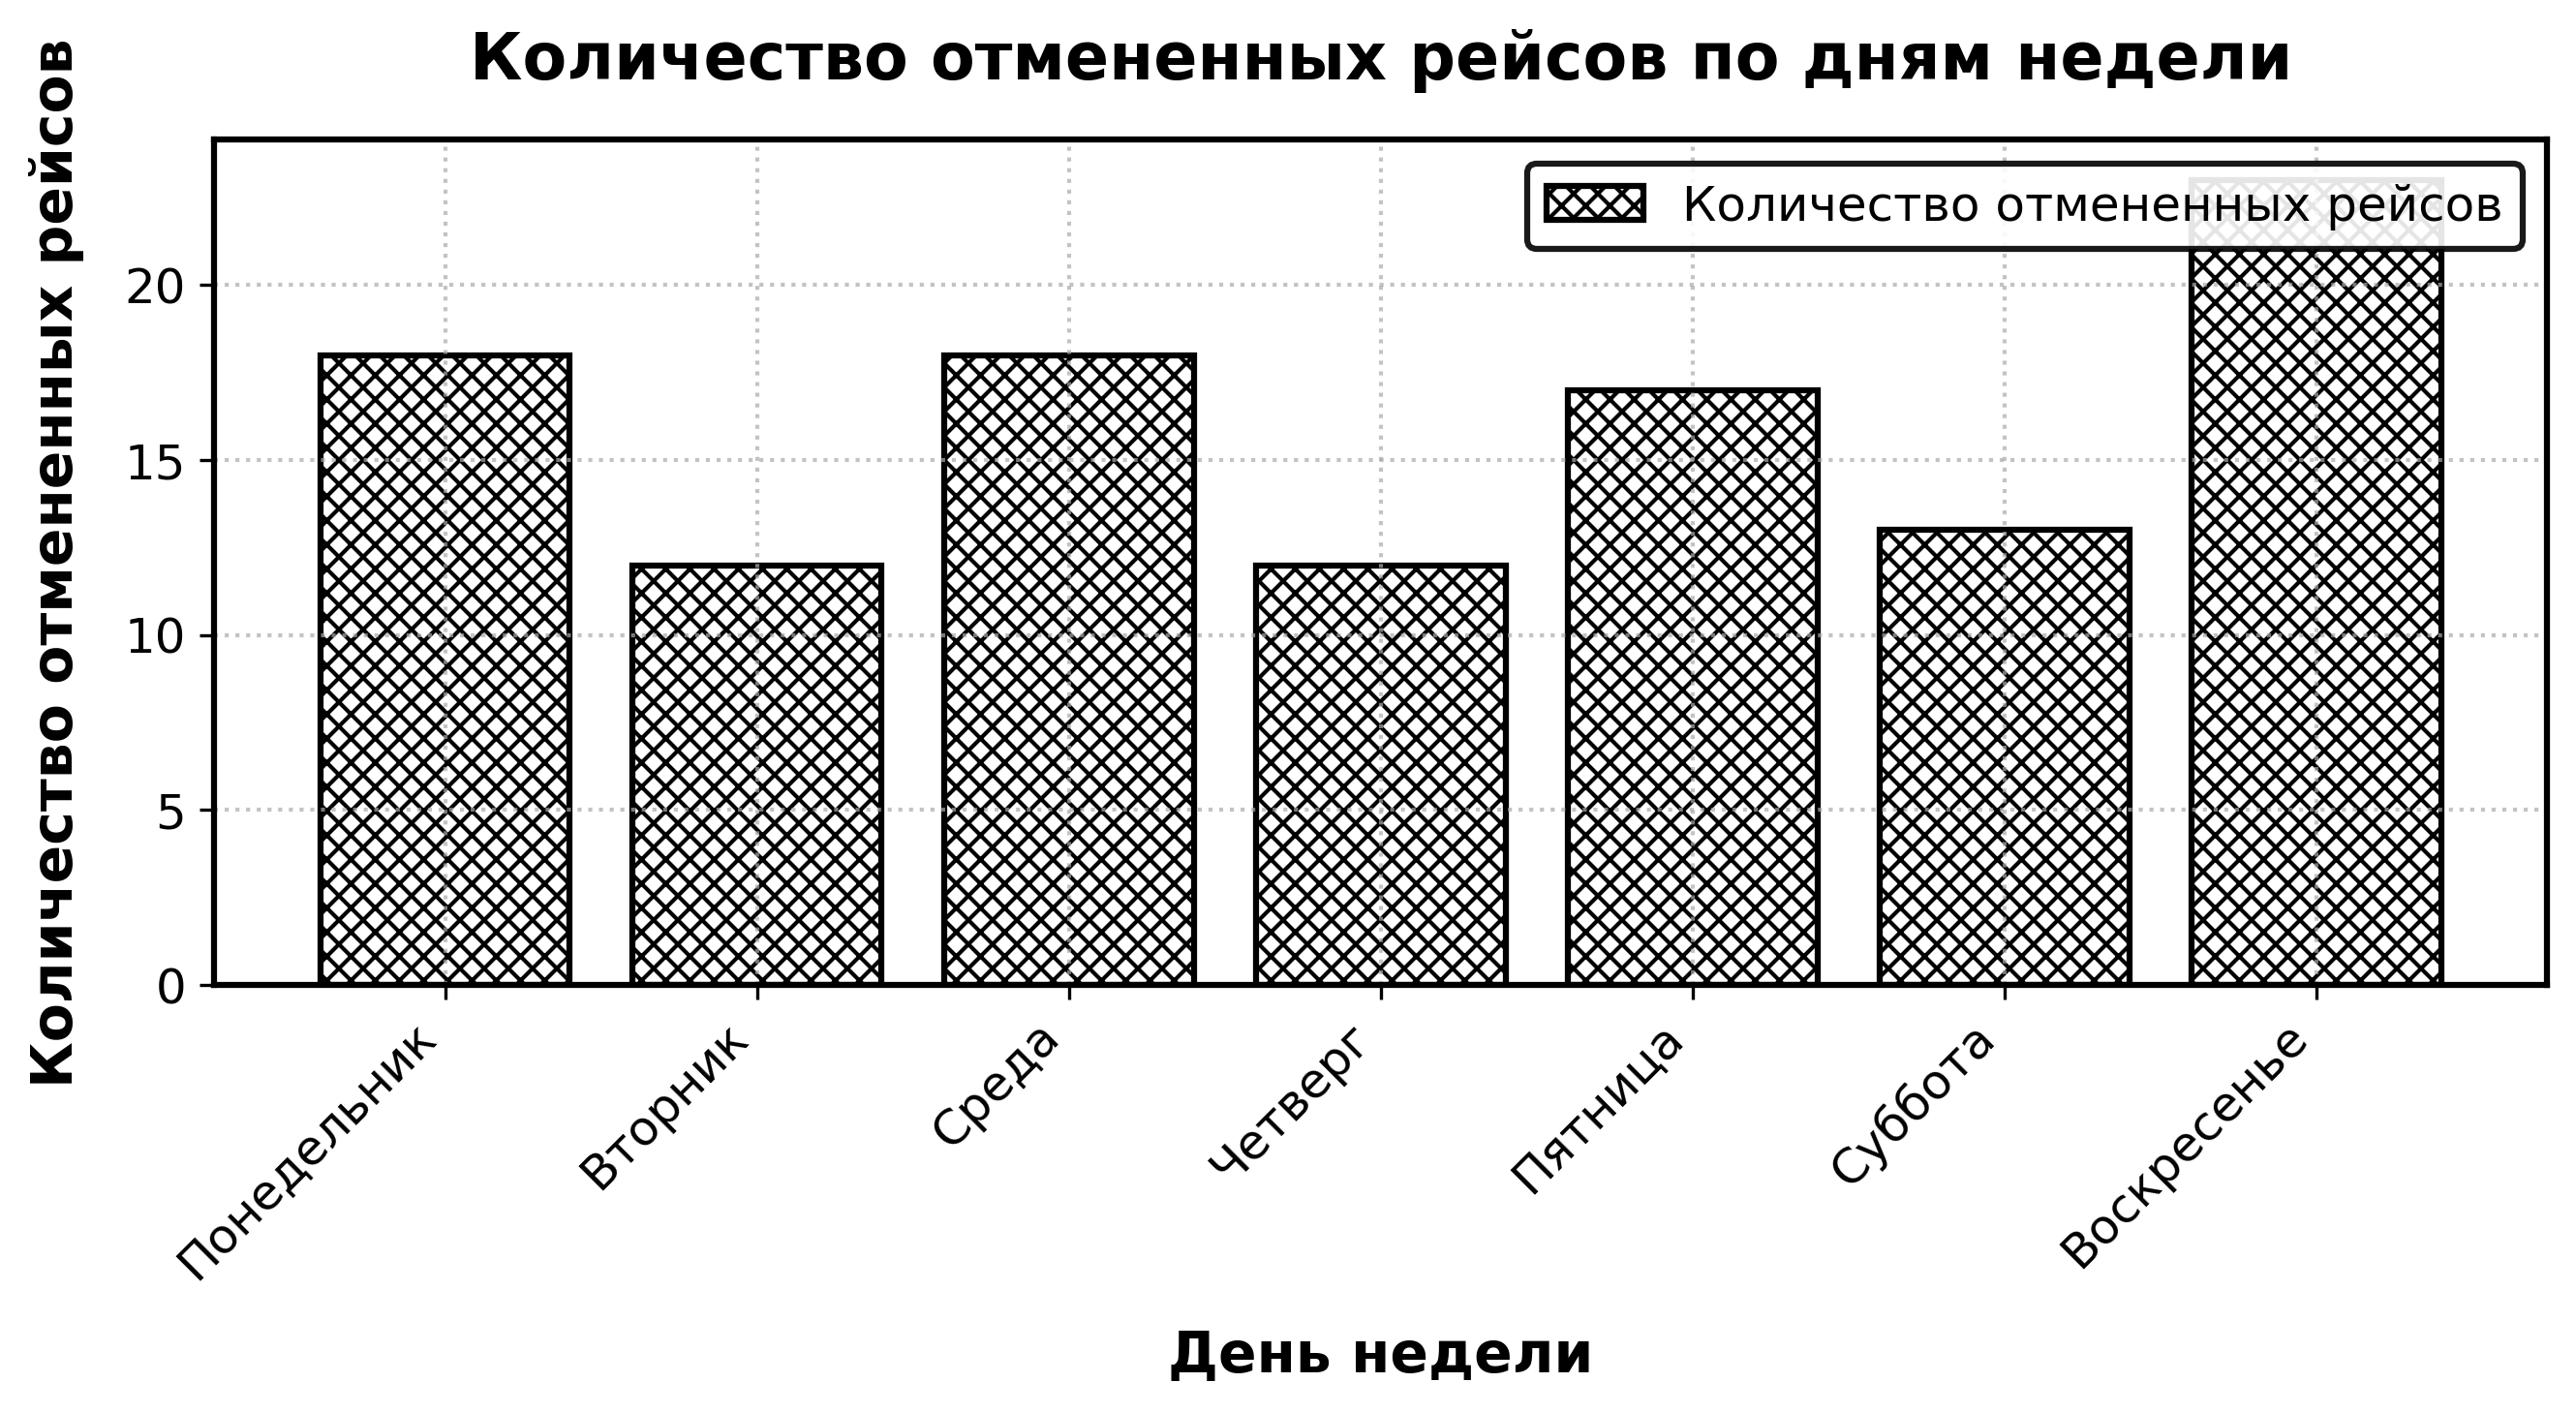 Количество отмененных рейсов по дням недели
Количество отмененных рейсов
Количество отмененных рейсов
20
15
10
5
0
Понедельник
Вторник
Среда
Четверг
Пятница
Суббота
Воскресенье
День недели